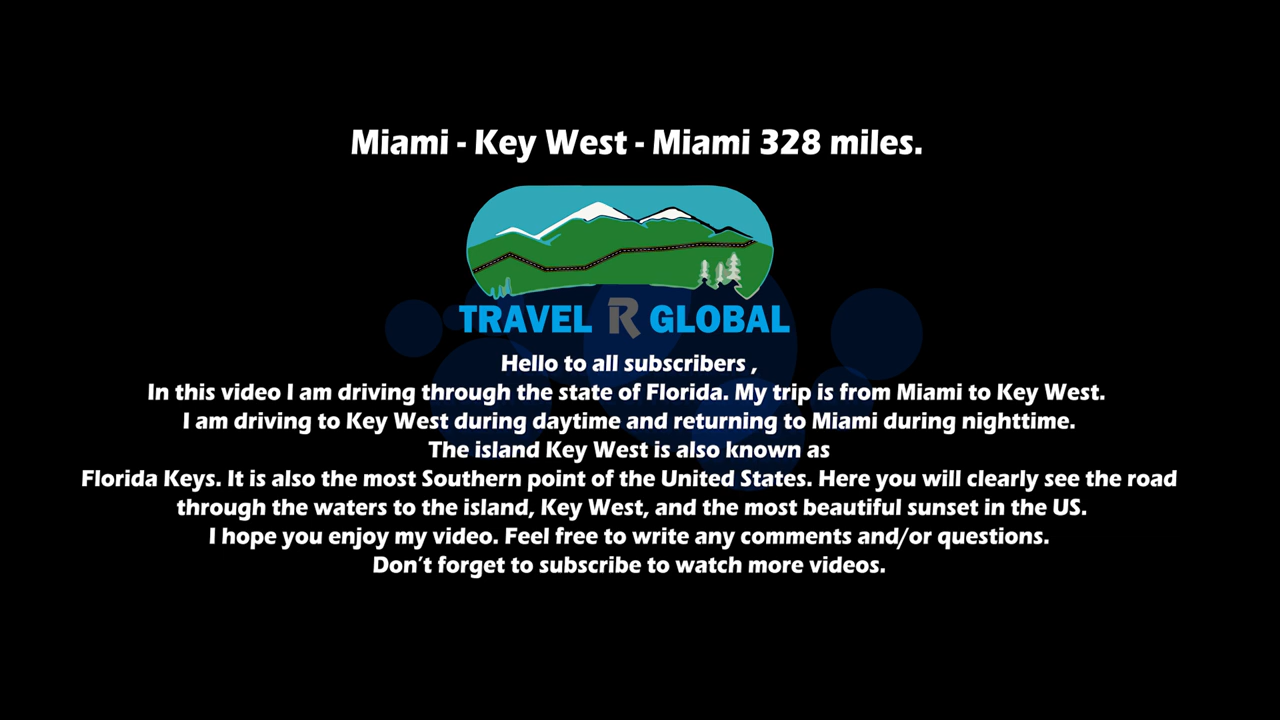 Miami - Key West - Miami 328 miles.
TRAVEL R GLOBAL
Hello to all subscribers ,
In this video I am driving through the state of Florida. My trip is from Miami to Key West.
I am driving to Key West during daytime and returning to Miami during nighttime.
The island Key West is also known as
Florida Keys. It is also the most Southern point of the United States. Here you will clearly see the road
through the waters to the island, Key West, and the most beautiful sunset in the US.
I hope you enjoy my video. Feel free to write any comments and/or questions.
Don't forget to subscribe to watch more videos.